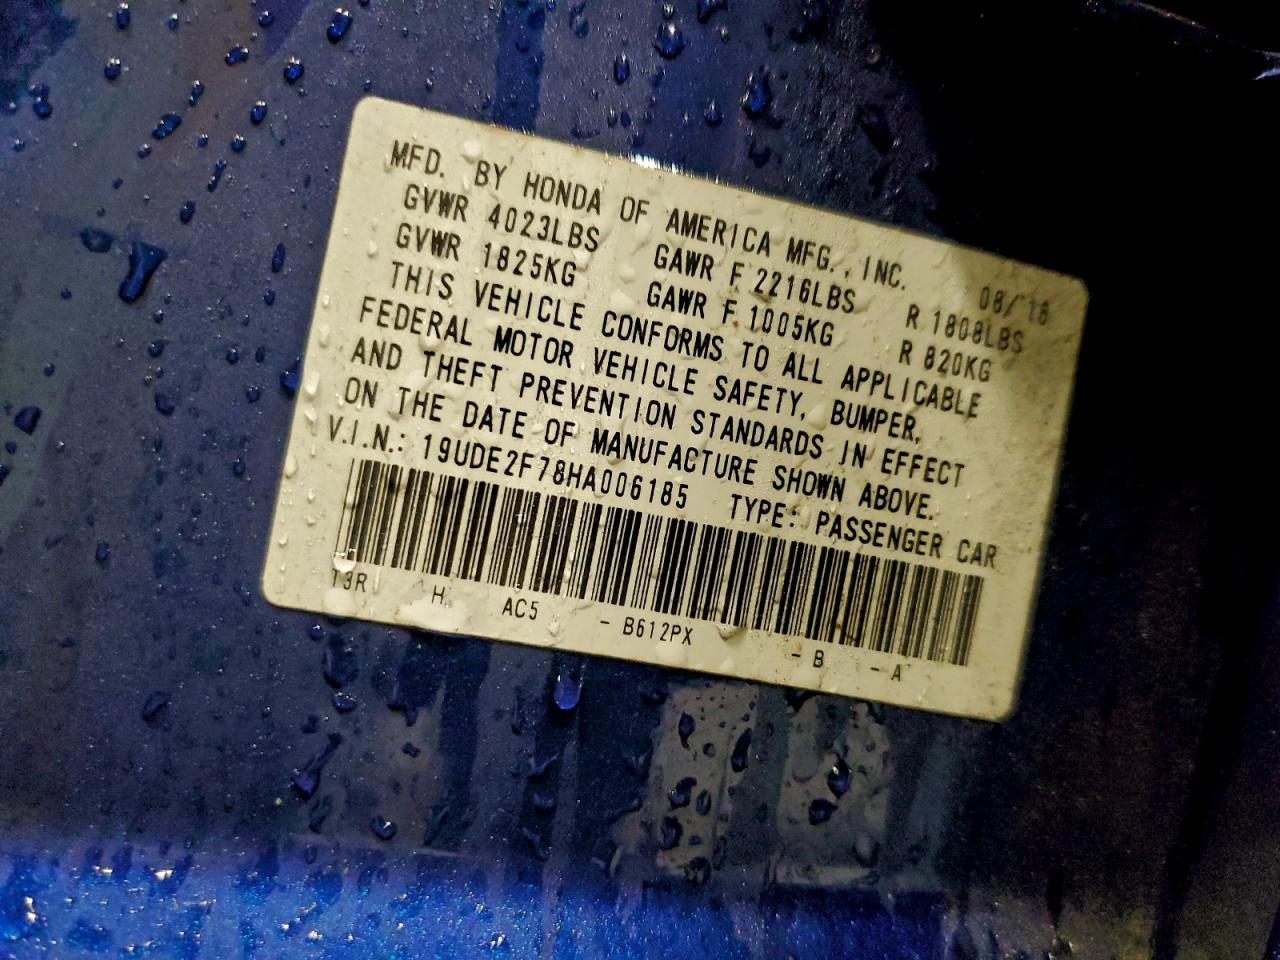 MFD. BY HONDA OF AMERICA MFG., INC. 08/'16
GVWR 4023LBS GAWR F 2216LBS R 1808LBS
GVWR 1825KG GAWR F 1005KG R 820KG
THIS VEHICLE CONFORMS TO ALL APPLICABLE
FEDERAL MOTOR VEHICLE SAFETY, BUMPER,
AND THEFT PREVENTION STANDARDS IN EFFECT
ON THE DATE OF MANUFACTURE SHOWN ABOVE.
V.I.N.: 19UDE2F78HA006185 TYPE: PASSENGER CAR
T3R H AC5 - B612PX - B - A